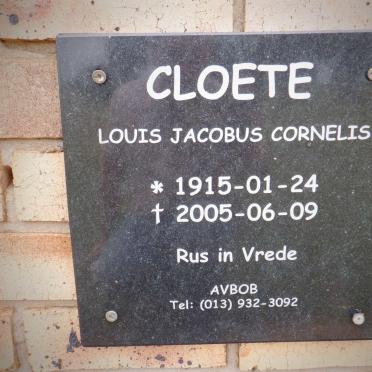 CLOETE
LOUIS JACOBUS CORNELIS
* 1915-01-24
† 2005-06-09
Rus in Vrede
AVBOB
Tel: (013) 932-3092